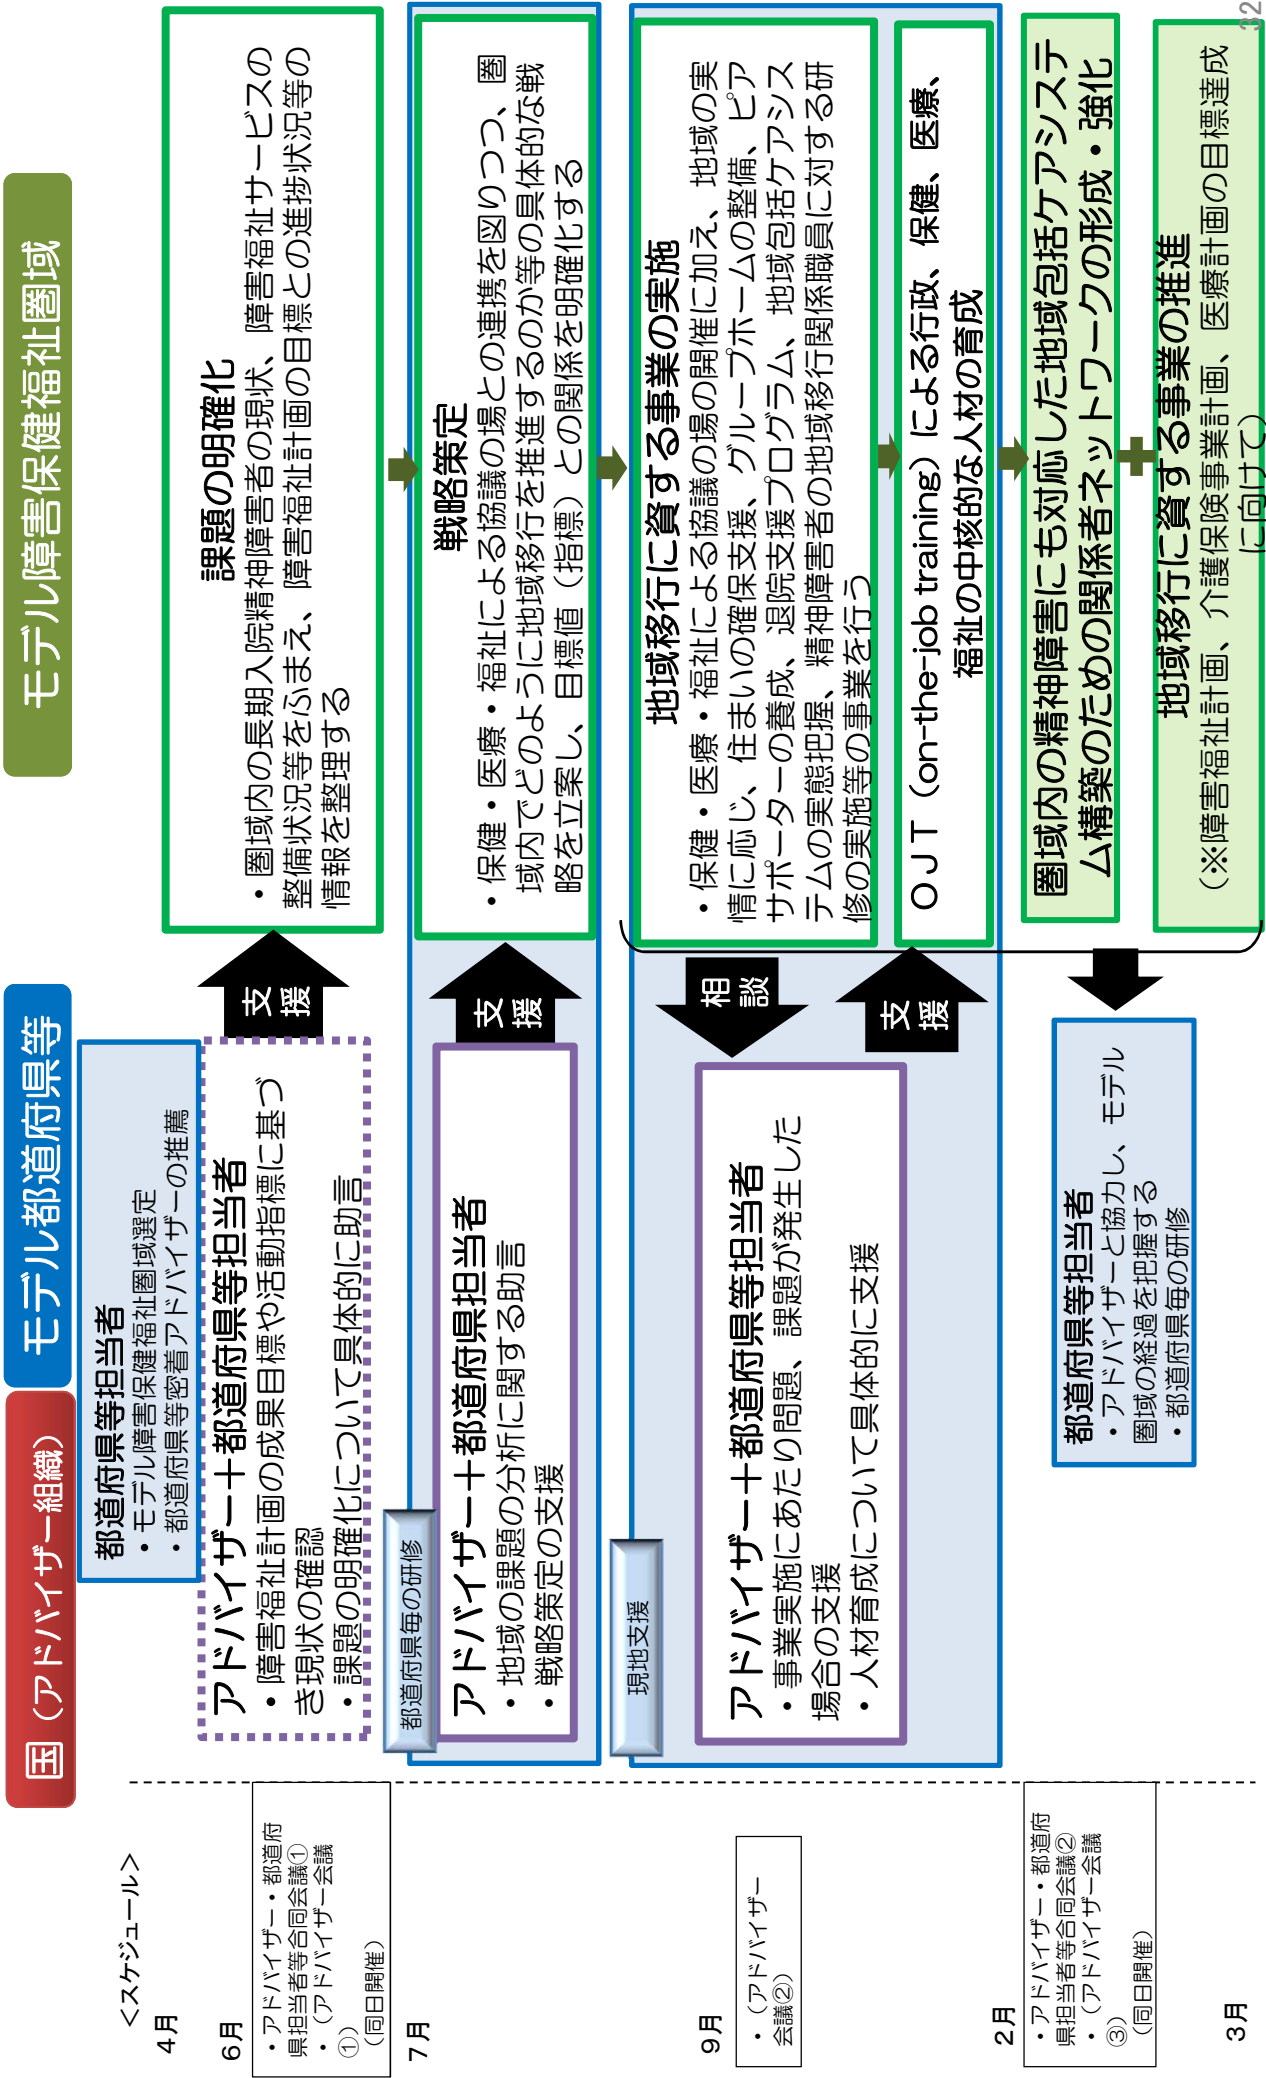 国（アドバイザー組織）
モデル都道府県等
モデル障害保健福祉圏域
＜スケジュール＞
4月
6月
・アドバイザー・都道府
県担当者等合同会議①
・（アドバイザー会議
①）
（同日開催）
7月
9月
・（アドバイザー
会議②）
2月
・アドバイザー・都道府
県担当者等合同会議②
・（アドバイザー会議
③）
（同日開催）
3月
都道府県等担当者
・モデル障害保健福祉圏域選定
・都道府県等密着アドバイザーの推薦
アドバイザー＋都道府県等担当者
・障害福祉計画の成果目標や活動指標に基づ
き現状の確認
・課題の明確化について具体的に助言
支
援
課題の明確化
・圏域内の長期入院精神障害者の現状、障害福祉サービスの
整備状況等をふまえ、障害福祉計画の目標との進捗状況等の
情報を整理する
都道府県毎の研修
アドバイザー＋都道府県担当者
・地域の課題の分析に関する助言
・戦略策定の支援
支
援
戦略策定
・保健・医療・福祉による協議の場との連携を図りつつ、圏
域内でどのように地域移行を推進するのか等の具体的な戦
略を立案し、目標値（指標）との関係を明確化する
現地支援
アドバイザー＋都道府県等担当者
・事業実施にあたり問題、課題が発生した
場合の支援
・人材育成について具体的に支援
相
談
支
援
地域移行に資する事業の実施
・保健・医療・福祉による協議の場の開催に加え、地域の実
情に応じ、住まいの確保支援、グループホームの整備、ピア
サポーターの養成、退院支援プログラム、地域包括ケアシス
テムの実態把握、精神障害者の地域移行関係職員に対する研
修の実施等の事業を行う
ＯＪＴ（on-the-job training）による行政、保健、医療、
福祉の中核的な人材の育成
都道府県等担当者
・アドバイザーと協力し、モデル
圏域の経過を把握する
・都道府県毎の研修
圏域内の精神障害にも対応した地域包括ケアシステ
ム構築のための関係者ネットワークの形成・強化
地域移行に資する事業の推進
（※障害福祉計画、介護保険事業計画、医療計画の目標達成
に向けて）
32